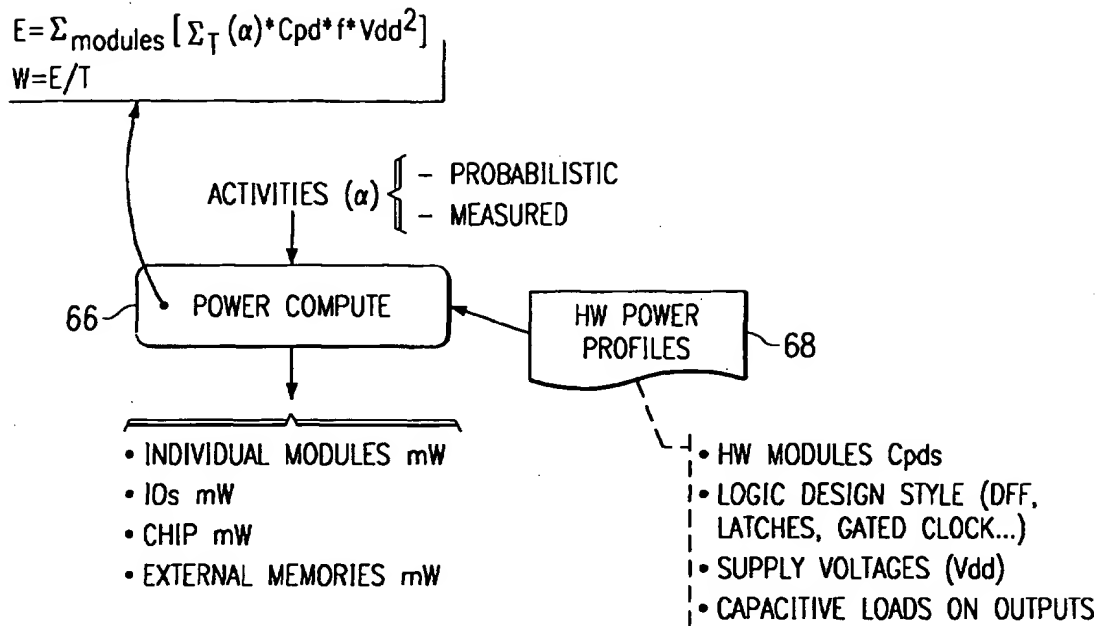 E=Σmodules[ΣT(α)*Cpd*f*Vdd²]
W=E/T
ACTIVITIES (α)
- PROBABILISTIC
- MEASURED
66
POWER COMPUTE
HW POWER
PROFILES
68
• INDIVIDUAL MODULES mW
• IOs mW
• CHIP mW
• EXTERNAL MEMORIES mW
• HW MODULES Cpds
• LOGIC DESIGN STYLE (DFF,
LATCHES, GATED CLOCK...)
• SUPPLY VOLTAGES (Vdd)
• CAPACITIVE LOADS ON OUTPUTS